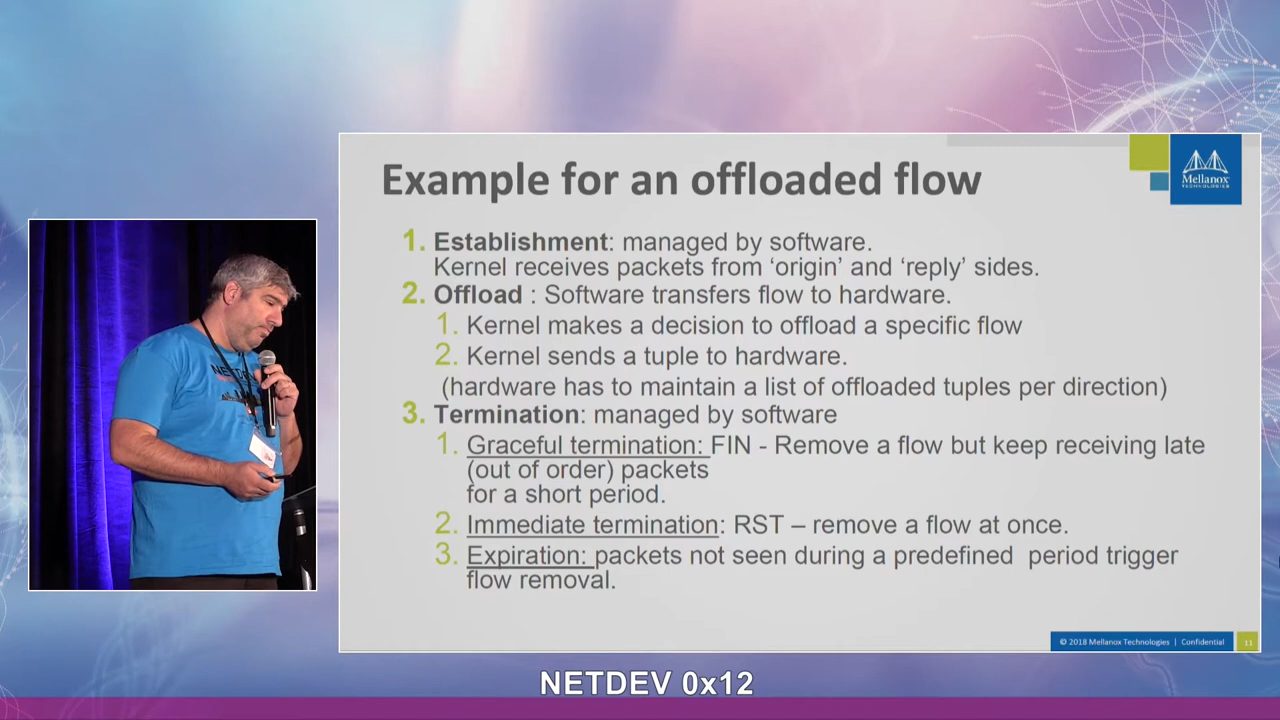 Example for an offloaded flow
Mellanox
TECHNOLOGIES
1. Establishment: managed by software.
Kernel receives packets from ‘origin’ and ‘reply’ sides.
2. Offload : Software transfers flow to hardware.
1. Kernel makes a decision to offload a specific flow
2. Kernel sends a tuple to hardware.
(hardware has to maintain a list of offloaded tuples per direction)
3. Termination: managed by software
1. Graceful termination: FIN - Remove a flow but keep receiving late
(out of order) packets
for a short period.
2. Immediate termination: RST – remove a flow at once.
3. Expiration: packets not seen during a predefined  period trigger
flow removal.
© 2018 Mellanox Technologies | Confidential
11
NETDEV 0x12